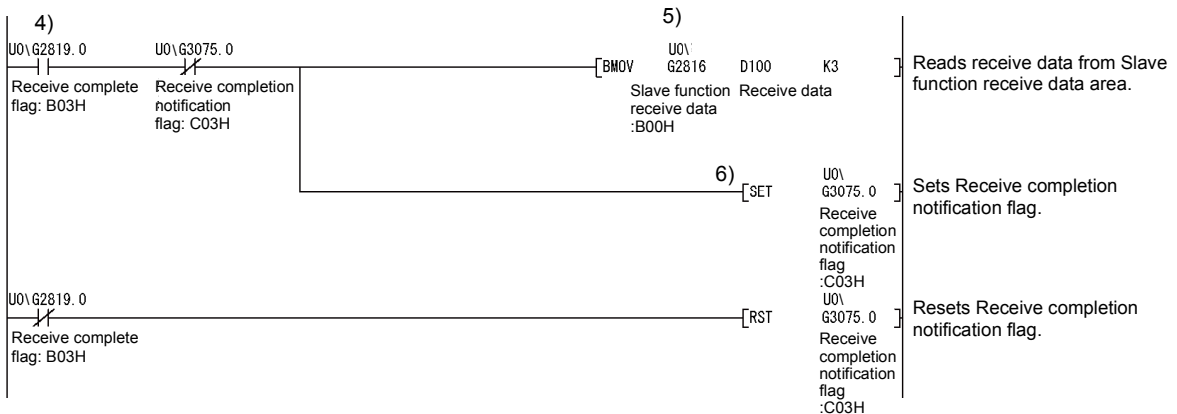 4)
5)
U0\G2819.0
U0\G3075.0
U0\
BMOV G2816 D100 K3
Reads receive data from Slave
function receive data area.
Receive complete
flag: B03H
Receive completion
notification
flag: C03H
Slave function
receive data
:B00H
Receive data
6)
U0\
SET G3075.0
Sets Receive completion
notification flag.
Receive
completion
notification
flag
:C03H
U0\G2819.0
U0\
RST G3075.0
Resets Receive completion
notification flag.
Receive complete
flag: B03H
Receive
completion
notification
flag
:C03H